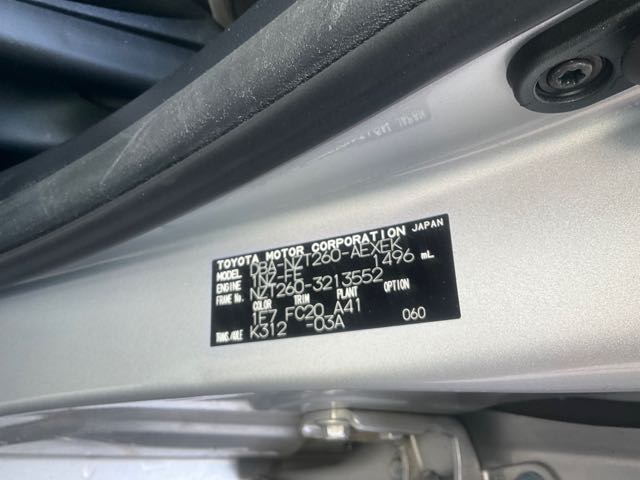 TOYOTA MOTOR CORPORATION JAPAN
MODEL DBA-NZT260-AEXEK
ENGINE 1NZ-FE 1496 mL
FRAME No. NZT260-3213552
COLOR TRIM PLANT OPTION
1E7 FC20 A41
TRANS/AXLE K312 -03A 060